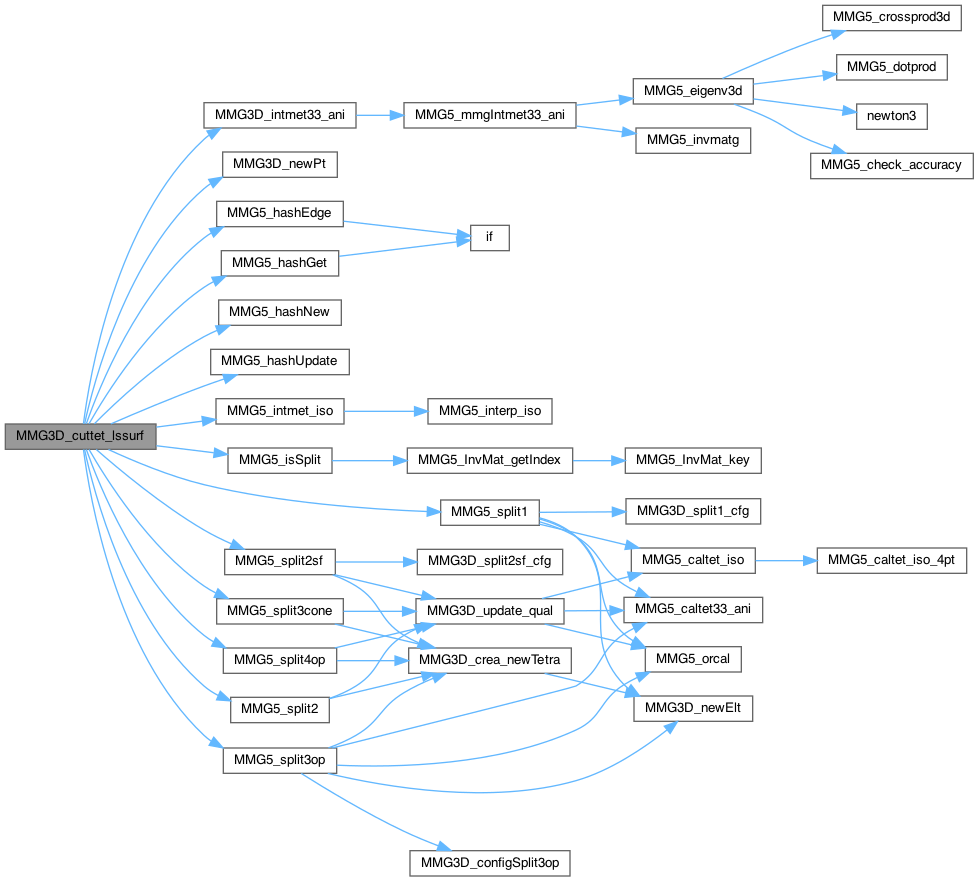 MMG5_crossprod3d
MMG5_dotprod
MMG5_eigenv3d
MMG3D_intmet33_ani
MMG5_mmgIntmet33_ani
newton3
MMG5_invmatg
MMG3D_newPt
MMG5_check_accuracy
MMG5_hashEdge
if
MMG5_hashGet
MMG5_hashNew
MMG5_hashUpdate
MMG5_intmet_iso
MMG5_interp_iso
MMG3D_cuttet_lssurf
MMG5_isSplit
MMG5_InvMat_getIndex
MMG5_InvMat_key
MMG5_split1
MMG3D_split1_cfg
MMG5_split2sf
MMG3D_split2sf_cfg
MMG5_caltet_iso
MMG5_caltet_iso_4pt
MMG5_split3cone
MMG3D_update_qual
MMG5_caltet33_ani
MMG5_split4op
MMG3D_crea_newTetra
MMG5_orcal
MMG5_split2
MMG3D_newElt
MMG5_split3op
MMG3D_configSplit3op